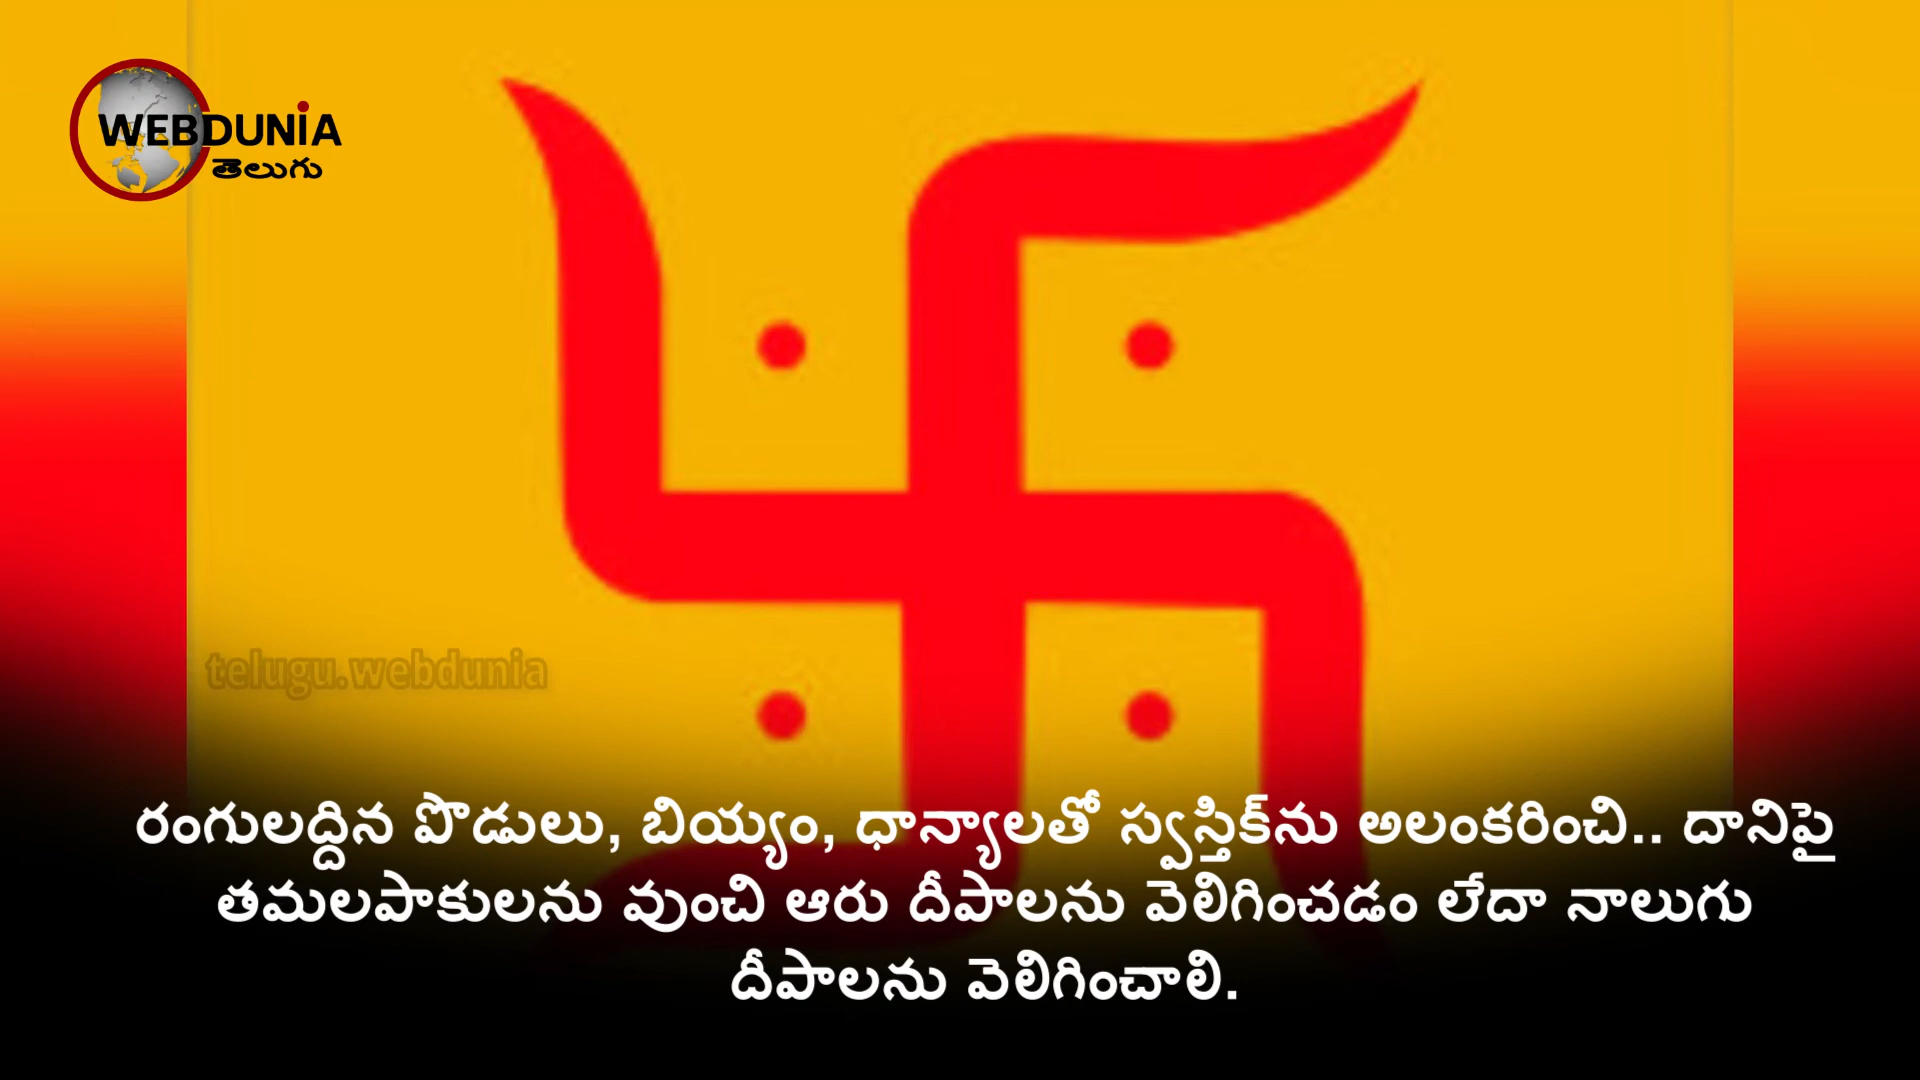 WEBDUNIA
తెలుగు
telugu.webdunia
రంగులద్దిన పొడులు, బియ్యం, ధాన్యాలతో స్వస్తిక్‌ను అలంకరించి.. దానిపై
తమలపాకులను వుంచి ఆరు దీపాలను వెలిగించడం లేదా నాలుగు
దీపాలను వెలిగించాలి.